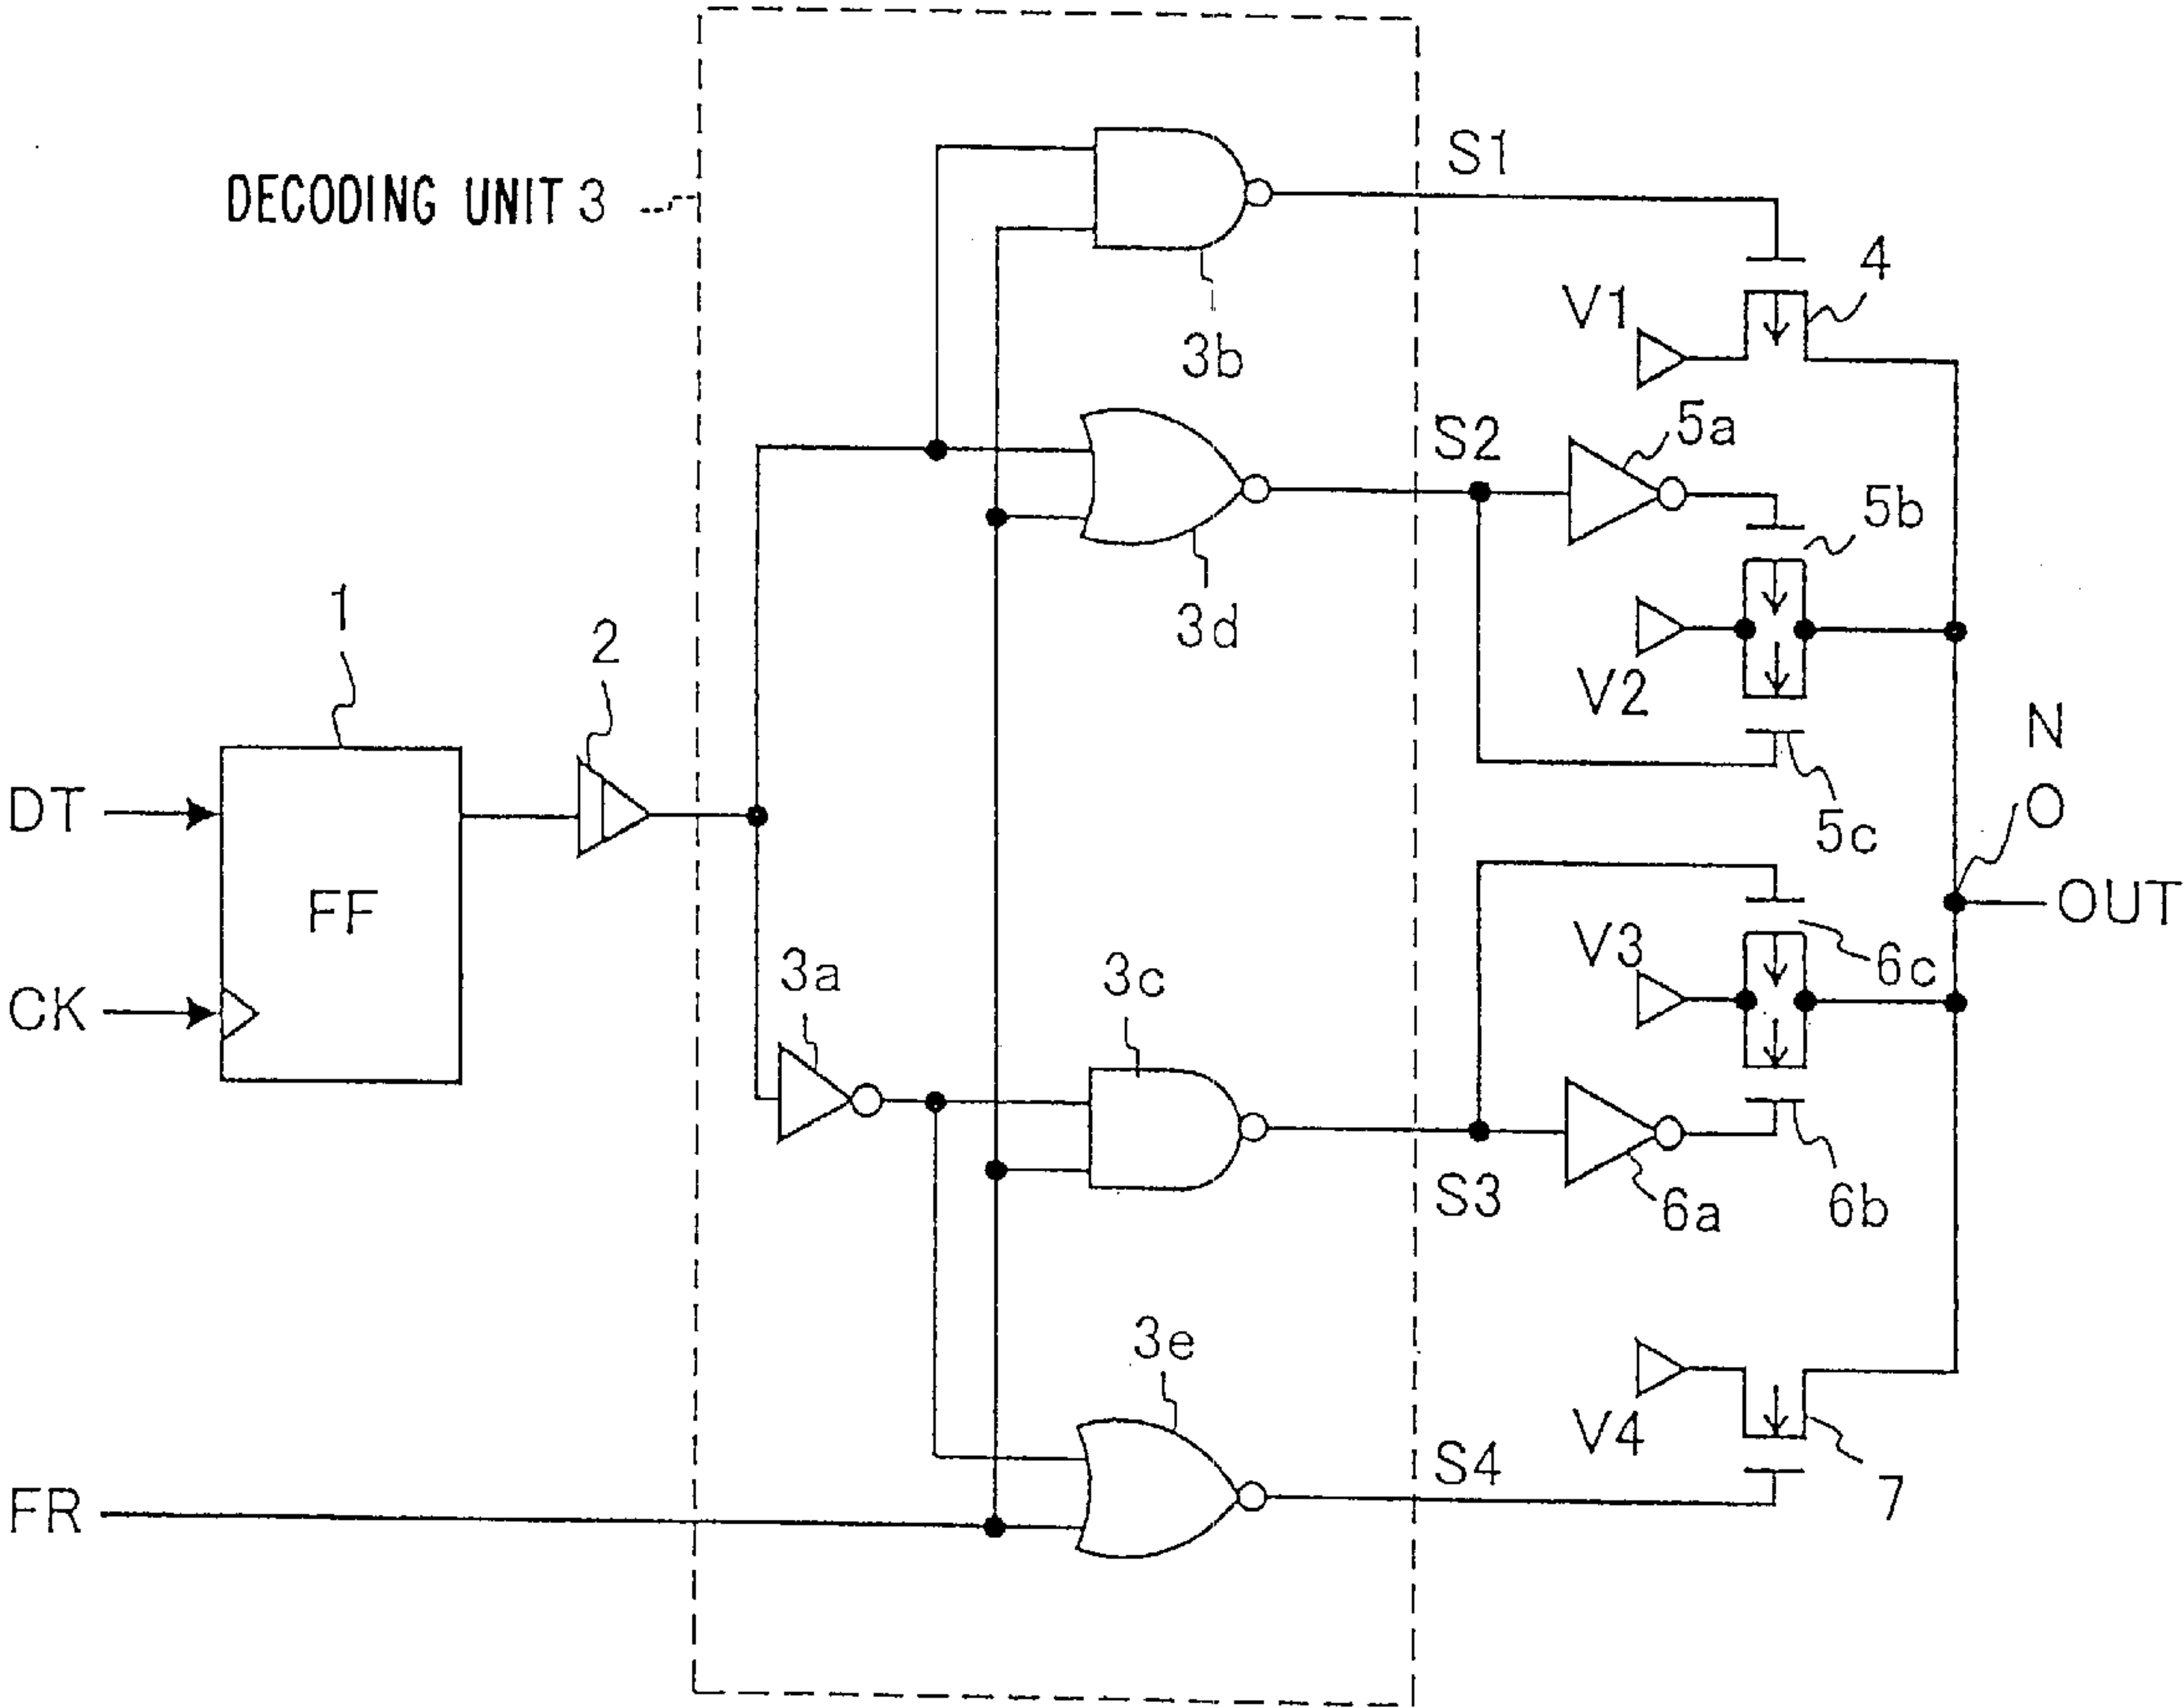 S1
DECODING UNIT 3
4
V1
3b
5a
S2
5b
1
3d
2
V2
N
DT
5c
O
FF
OUT
V3
6c
3a
3c
CK
S3
6a
6b
3e
V4
S4
7
FR